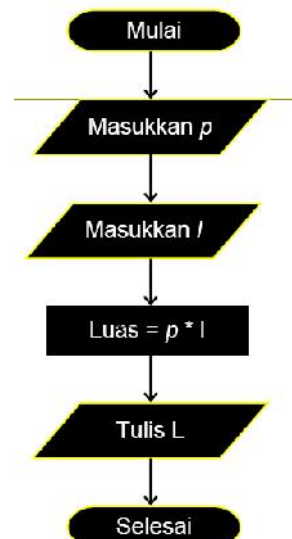 Mulai
Masukkan p
Masukkan l
Luas = p * l
Tulis L
Selesai